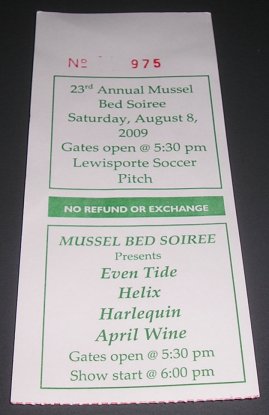 Nº 975
23rd Annual Mussel
Bed Soiree
Saturday, August 8,
2009
Gates open @ 5:30 pm
Lewisporte Soccer
Pitch
NO REFUND OR EXCHANGE
MUSSEL BED SOIREE
Presents
Even Tide
Helix
Harlequin
April Wine
Gates open @ 5:30 pm
Show start @ 6:00 pm